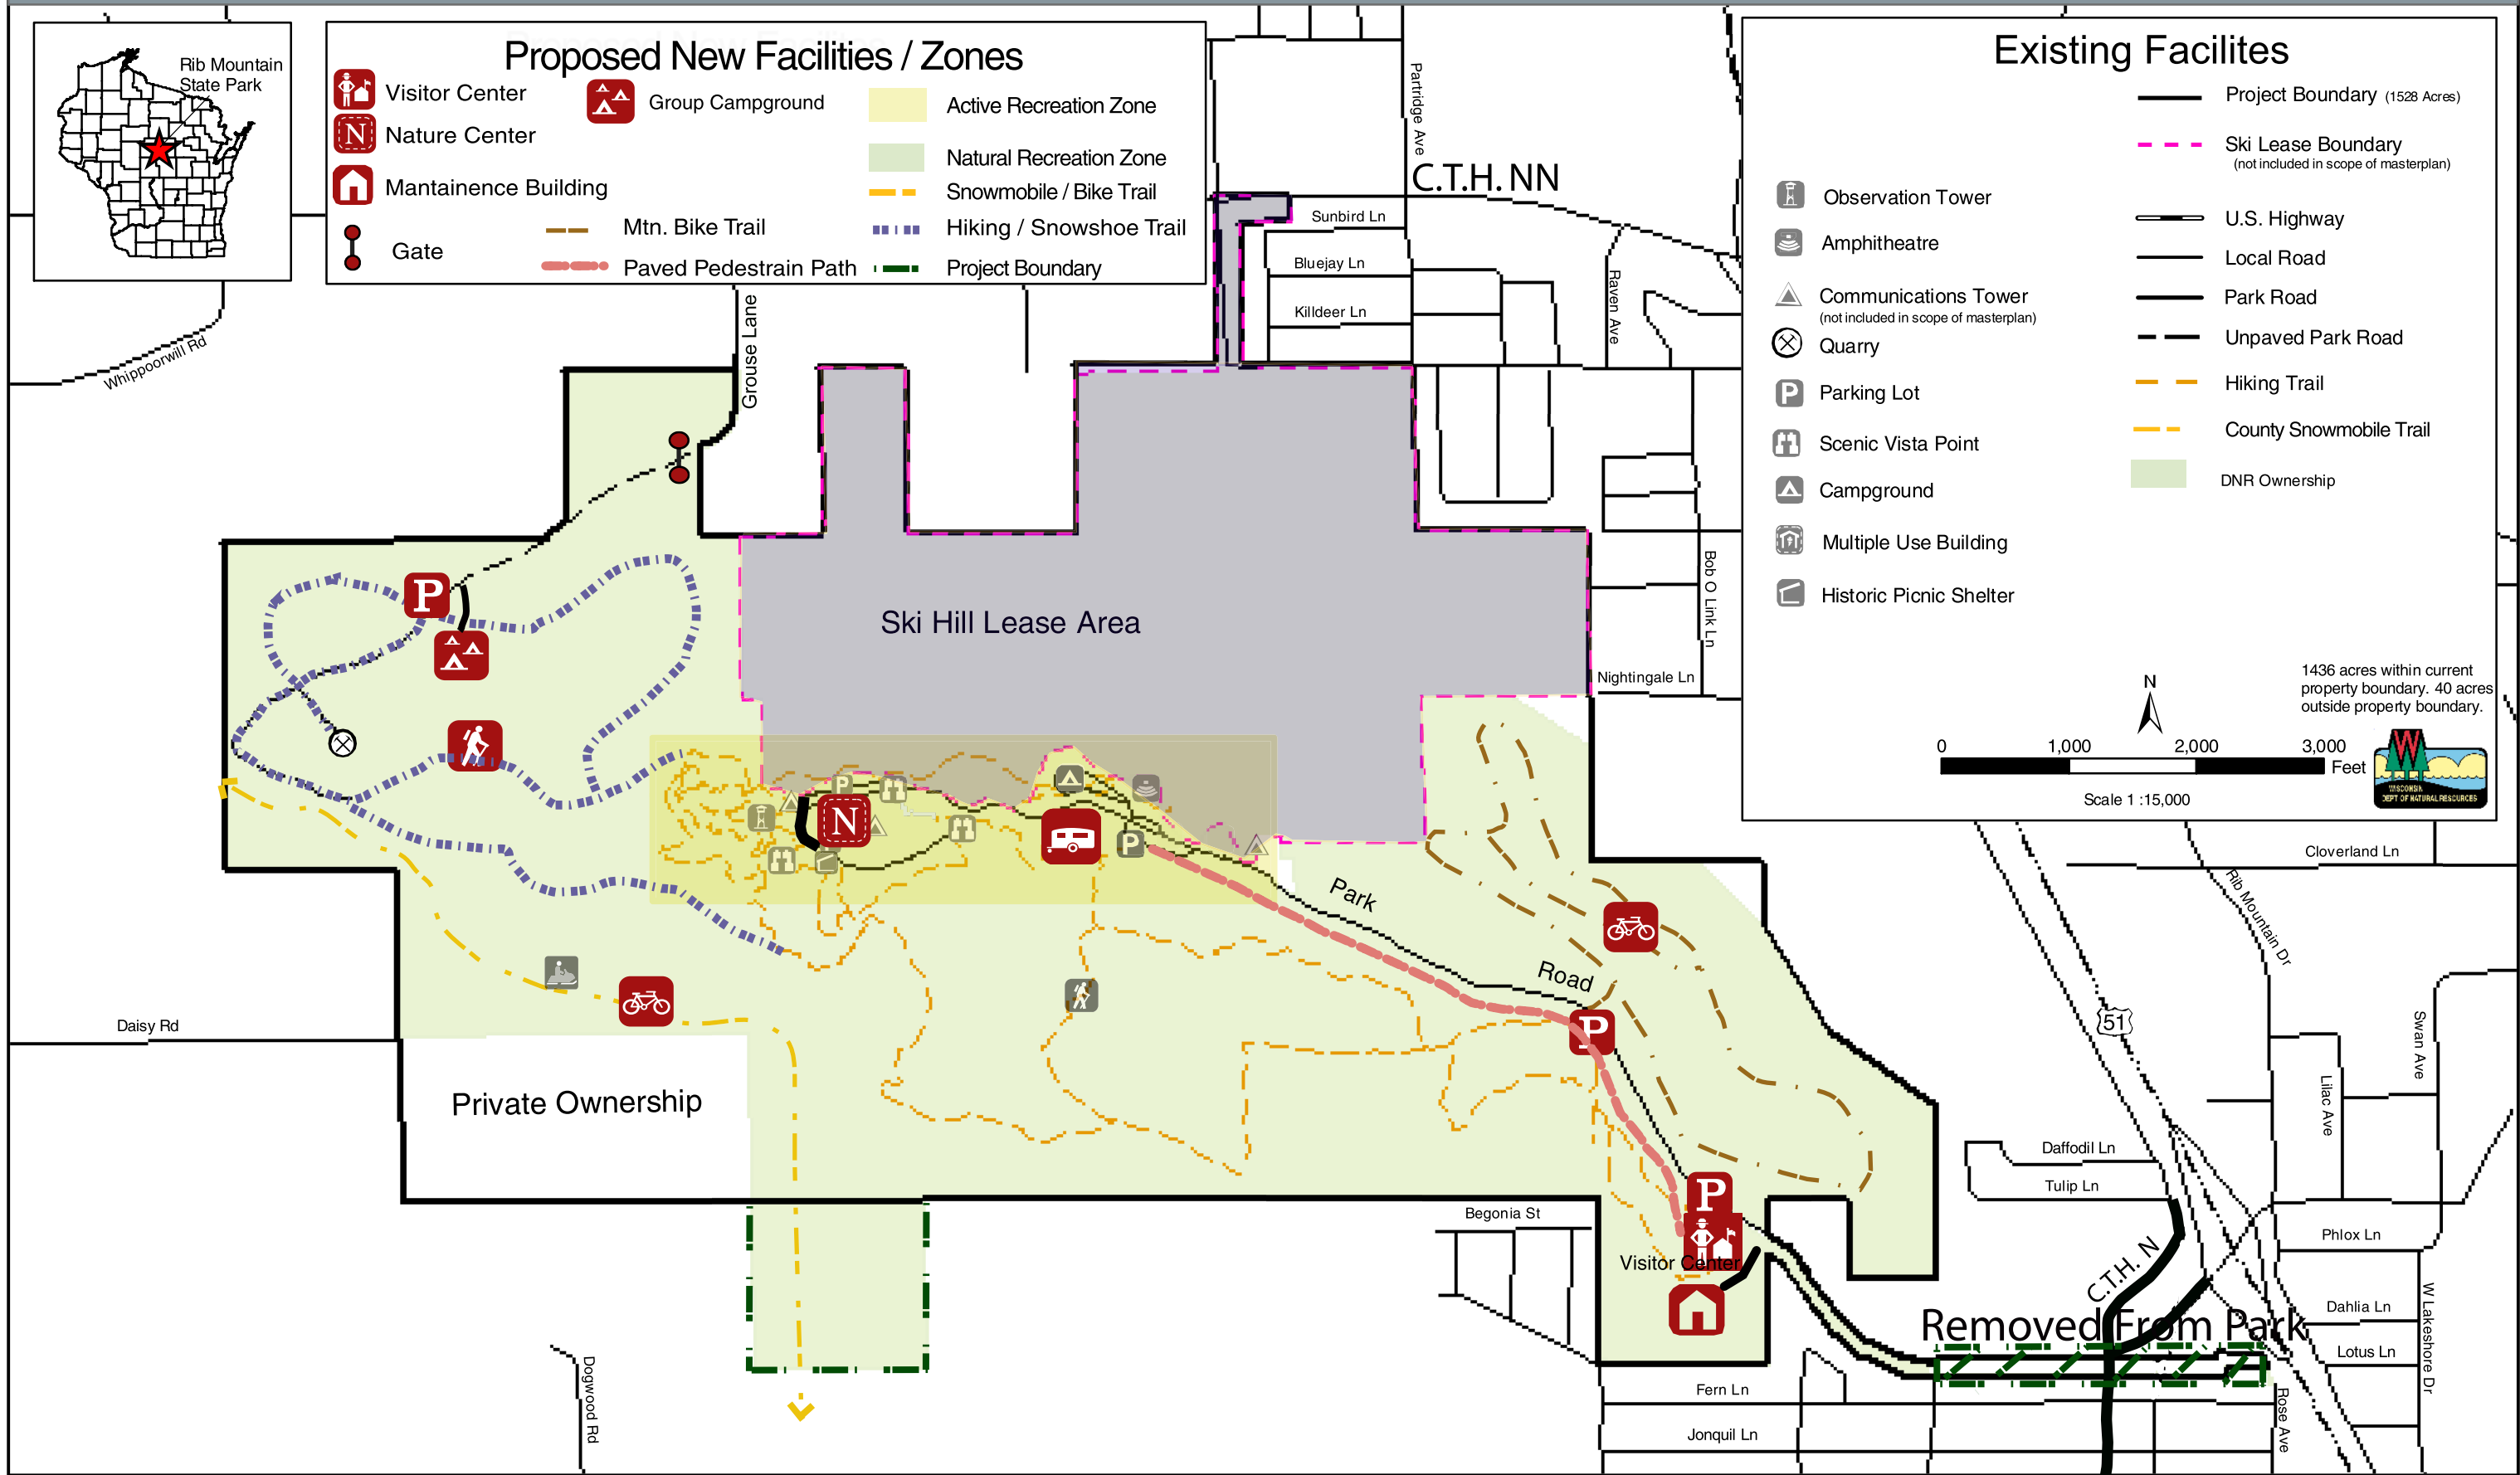 Rib Mountain
State Park
Proposed New Facilities / Zones
Visitor Center
Nature Center
Mantainence Building
Gate
Group Campground
Mtn. Bike Trail
Paved Pedestrain Path
Active Recreation Zone
Natural Recreation Zone
Snowmobile / Bike Trail
Hiking / Snowshoe Trail
Project Boundary
Existing Facilites
Observation Tower
Amphitheatre
Communications Tower
(not included in scope of masterplan)
Quarry
P Parking Lot
Scenic Vista Point
Campground
Multiple Use Building
Historic Picnic Shelter
Project Boundary (1528 Acres)
Ski Lease Boundary
(not included in scope of masterplan)
U.S. Highway
Local Road
Park Road
Unpaved Park Road
Hiking Trail
County Snowmobile Trail
DNR Ownership
1436 acres within current
property boundary. 40 acres
outside property boundary.
N
0 1,000 2,000 3,000
Feet
Scale 1 :15,000
W
WISCONSIN
DEPT OF NATURAL RESOURCES
Whippoorwill Rd
Grouse Lane
Partridge Ave
C.T.H. NN
Sunbird Ln
Bluejay Ln
Killdeer Ln
Raven Ave
Bob O Link Ln
Nightingale Ln
Ski Hill Lease Area
P
P
N
P
Park
Road
P
P
Visitor Center
Private Ownership
Daisy Rd
Dogwood Rd
Begonia St
Cloverland Ln
Rib Mountain Dr
51
Swan Ave
Lilac Ave
Daffodil Ln
Tulip Ln
Phlox Ln
C.T.H. N
Removed From Park
Dahlia Ln
W Lakeshore Dr
Lotus Ln
Fern Ln
Rose Ave
Jonquil Ln